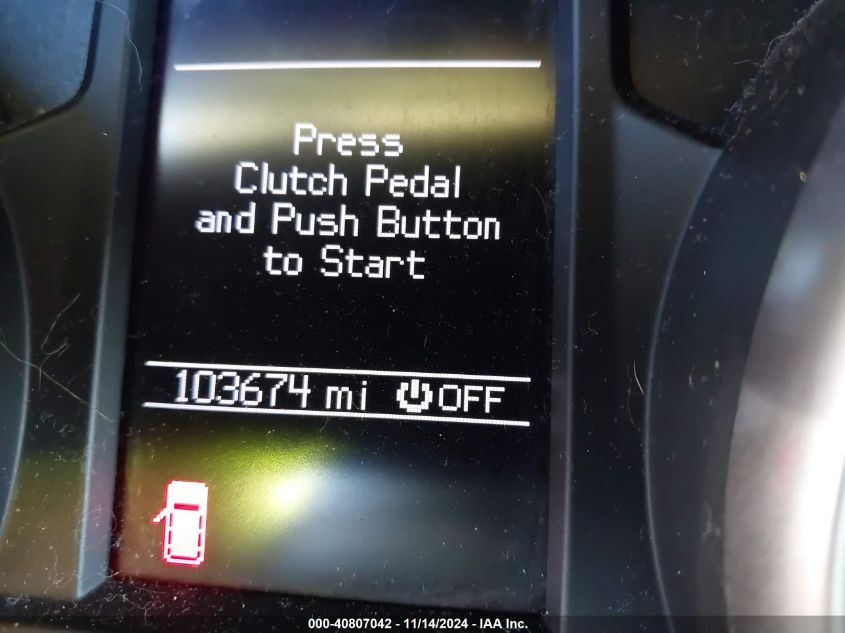 Press
Clutch Pedal
and Push Button
to Start
103674 mi OFF
000-40807042 - 11/14/2024 - IAA Inc.